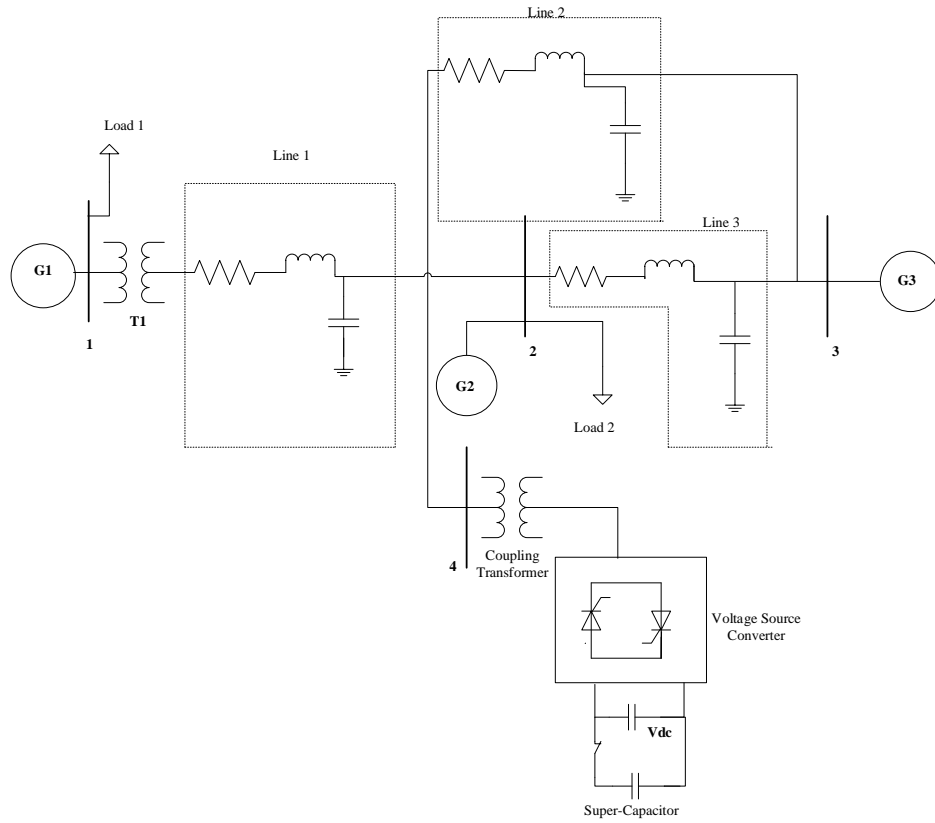 Line 2
Load 1
Line 1
Line 3
G1
G3
T1
1
2
3
G2
Load 2
4
Coupling
Transformer
Voltage Source
Converter
Vdc
Super-Capacitor